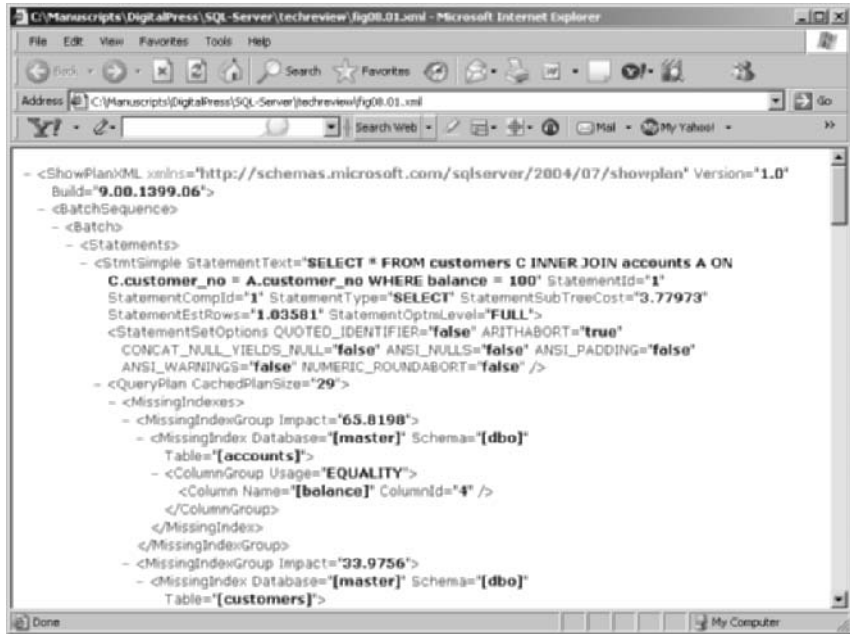 C:\Manuscripts\DigitalPress\SQL-Server\techreview\fig08.01.xml - Microsoft Internet Explorer
File Edit View Favorites Tools Help
Back Search Favorites
Address C:\Manuscripts\DigitalPress\SQL-Server\techreview\fig08.01.xml Go
Y! Search Web Mail My Yahoo! »
- <ShowPlanXML xmlns="http://schemas.microsoft.com/sqlserver/2004/07/showplan" Version="1.0"
Build="9.00.1399.06">
- <BatchSequence>
- <Batch>
- <Statements>
- <StmtSimple StatementText="SELECT * FROM customers C INNER JOIN accounts A ON
C.customer_no = A.customer_no WHERE balance = 100" StatementId="1"
StatementCompId="1" StatementType="SELECT" StatementSubTreeCost="3.77973"
StatementEstRows="1.03581" StatementOptmLevel="FULL">
<StatementSetOptions QUOTED_IDENTIFIER="false" ARITHABORT="true"
CONCAT_NULL_YIELDS_NULL="false" ANSI_NULLS="false" ANSI_PADDING="false"
ANSI_WARNINGS="false" NUMERIC_ROUNDABORT="false" />
- <QueryPlan CachedPlanSize="29">
- <MissingIndexes>
- <MissingIndexGroup Impact="65.8198">
- <MissingIndex Database="[master]" Schema="[dbo]"
Table="[accounts]">
- <ColumnGroup Usage="EQUALITY">
<Column Name="[balance]" ColumnId="4" />
</ColumnGroup>
</MissingIndex>
</MissingIndexGroup>
- <MissingIndexGroup Impact="33.9756">
- <MissingIndex Database="[master]" Schema="[dbo]"
Table="[customers]">
Done My Computer